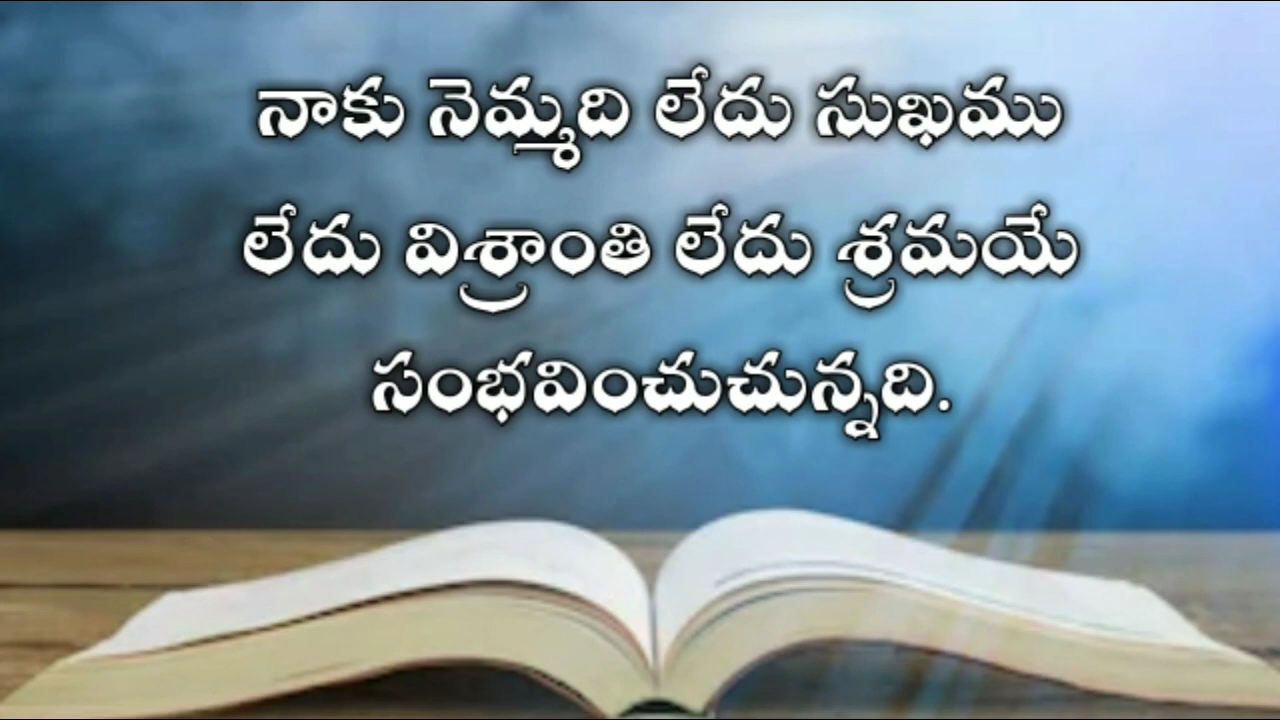 నాకు నెమ్మది లేదు సుఖము
లేదు విశ్రాంతి లేదు శ్రమయే
సంభవించుచున్నది.